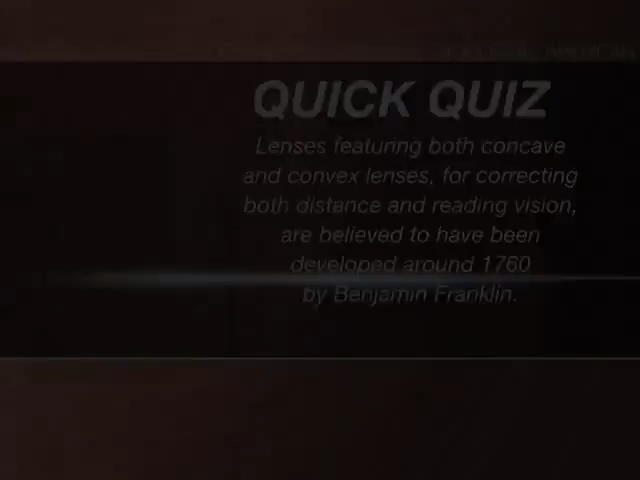 QUICK QUIZ
Lenses featuring both concave
and convex lenses, for correcting
both distance and reading vision,
are believed to have been
developed around 1760
by Benjamin Franklin.